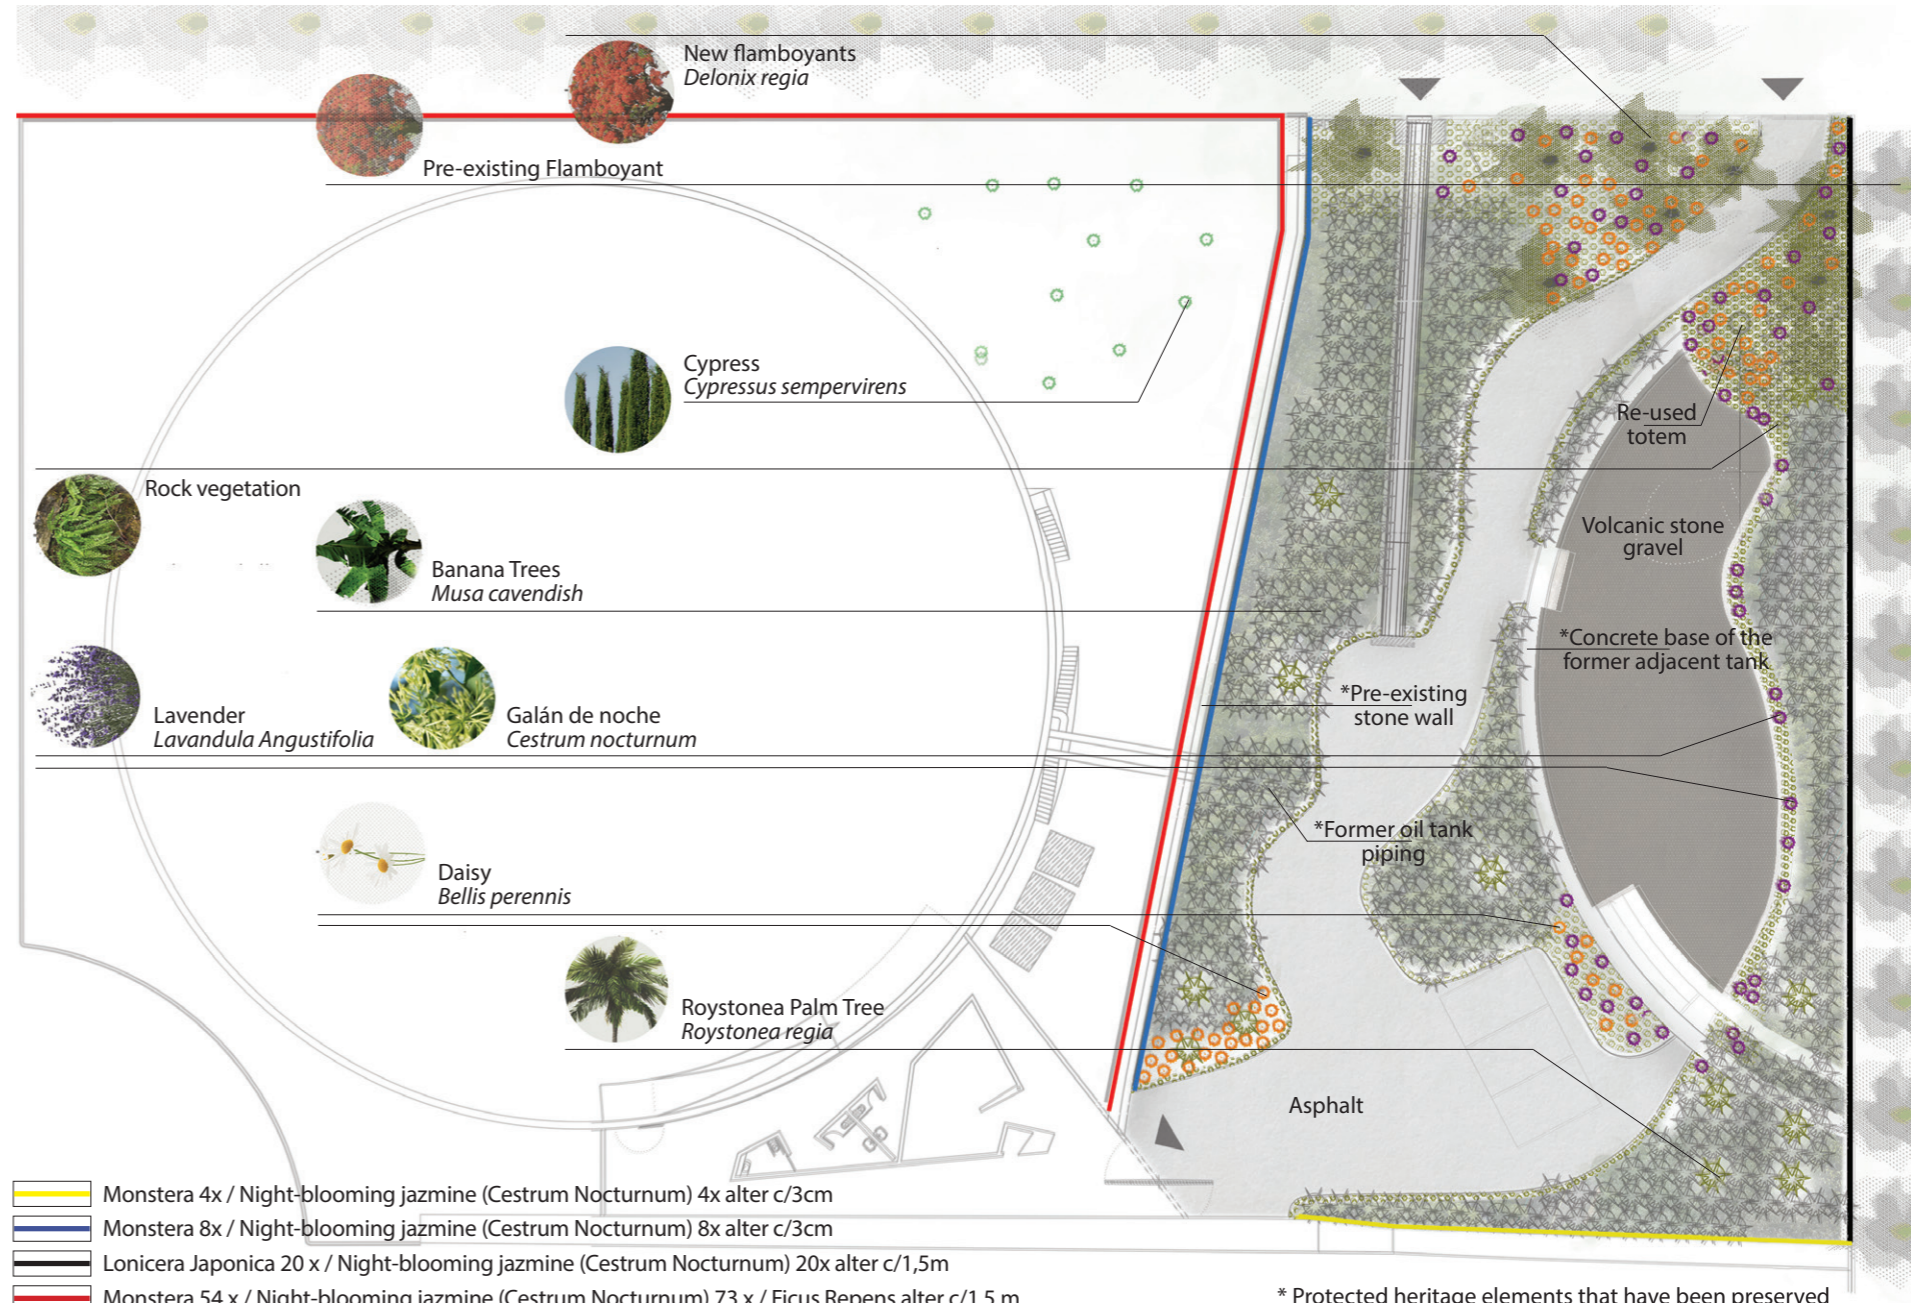 New flamboyants
Delonix regia
Pre-existing Flamboyant
Cypress
Cypressus sempervirens
Re-used
totem
Rock vegetation
Volcanic stone
gravel
Banana Trees
Musa cavendish
*Concrete base of the
former adjacent tank
*Pre-existing
stone wall
Lavender
Lavandula Angustifolia
Galán de noche
Cestrum nocturnum
*Former oil tank
piping
Daisy
Bellis perennis
Roystonea Palm Tree
Roystonea regia
Asphalt
Monstera 4x / Night-blooming jazmine (Cestrum Nocturnum) 4x alter c/3cm
Monstera 8x / Night-blooming jazmine (Cestrum Nocturnum) 8x alter c/3cm
Lonicera Japonica 20 x / Night-blooming jazmine (Cestrum Nocturnum) 20x alter c/1,5m
Monstera 54 x / Night-blooming jazmine (Cestrum Nocturnum) 73 x / Ficus Repens alter c/1,5 m
* Protected heritage elements that have been preserved